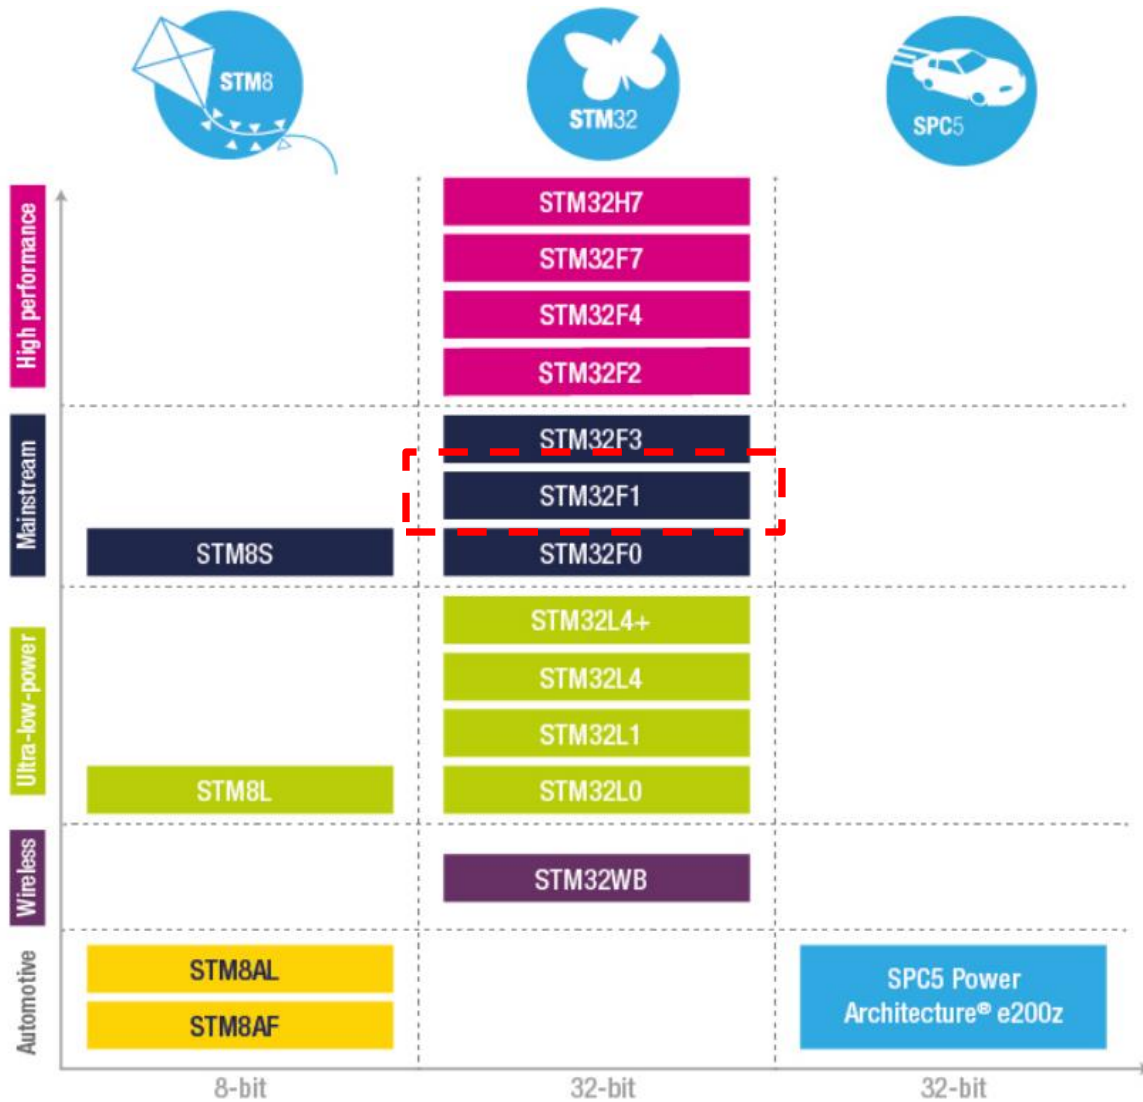 STM8
STM32
SPC5
High performance
STM32H7
STM32F7
STM32F4
STM32F2
Mainstream
STM32F3
STM32F1
STM8S
STM32F0
Ultra-low-power
STM32L4+
STM32L4
STM32L1
STM8L
STM32L0
Wireless
STM32WB
Automotive
STM8AL
STM8AF
SPC5 Power
Architecture® e200z
8-bit
32-bit
32-bit